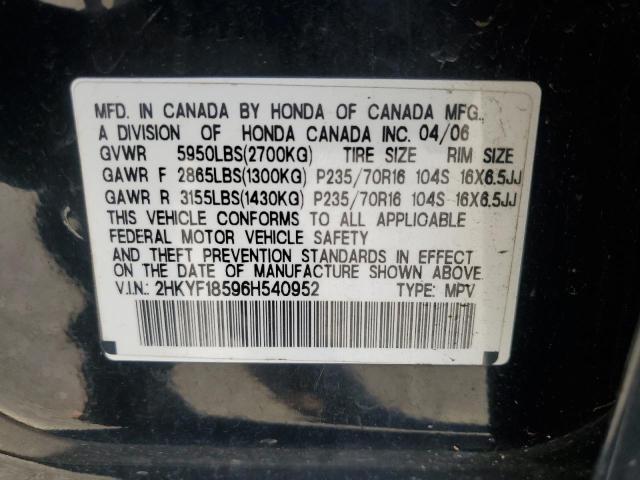 MFD. IN CANADA BY HONDA OF CANADA MFG.,
A DIVISION OF HONDA CANADA INC. 04/06
GVWR 5950LBS(2700KG) TIRE SIZE RIM SIZE
GAWR F 2865LBS(1300KG) P235/70R16 104S 16X6.5JJ
GAWR R 3155LBS(1430KG) P235/70R16 104S 16X6.5JJ
THIS VEHICLE CONFORMS TO ALL APPLICABLE
FEDERAL MOTOR VEHICLE SAFETY
AND THEFT PREVENTION STANDARDS IN EFFECT
ON THE DATE OF MANUFACTURE SHOWN ABOVE.
V.I.N.: 2HKYF18596H540952 TYPE: MPV